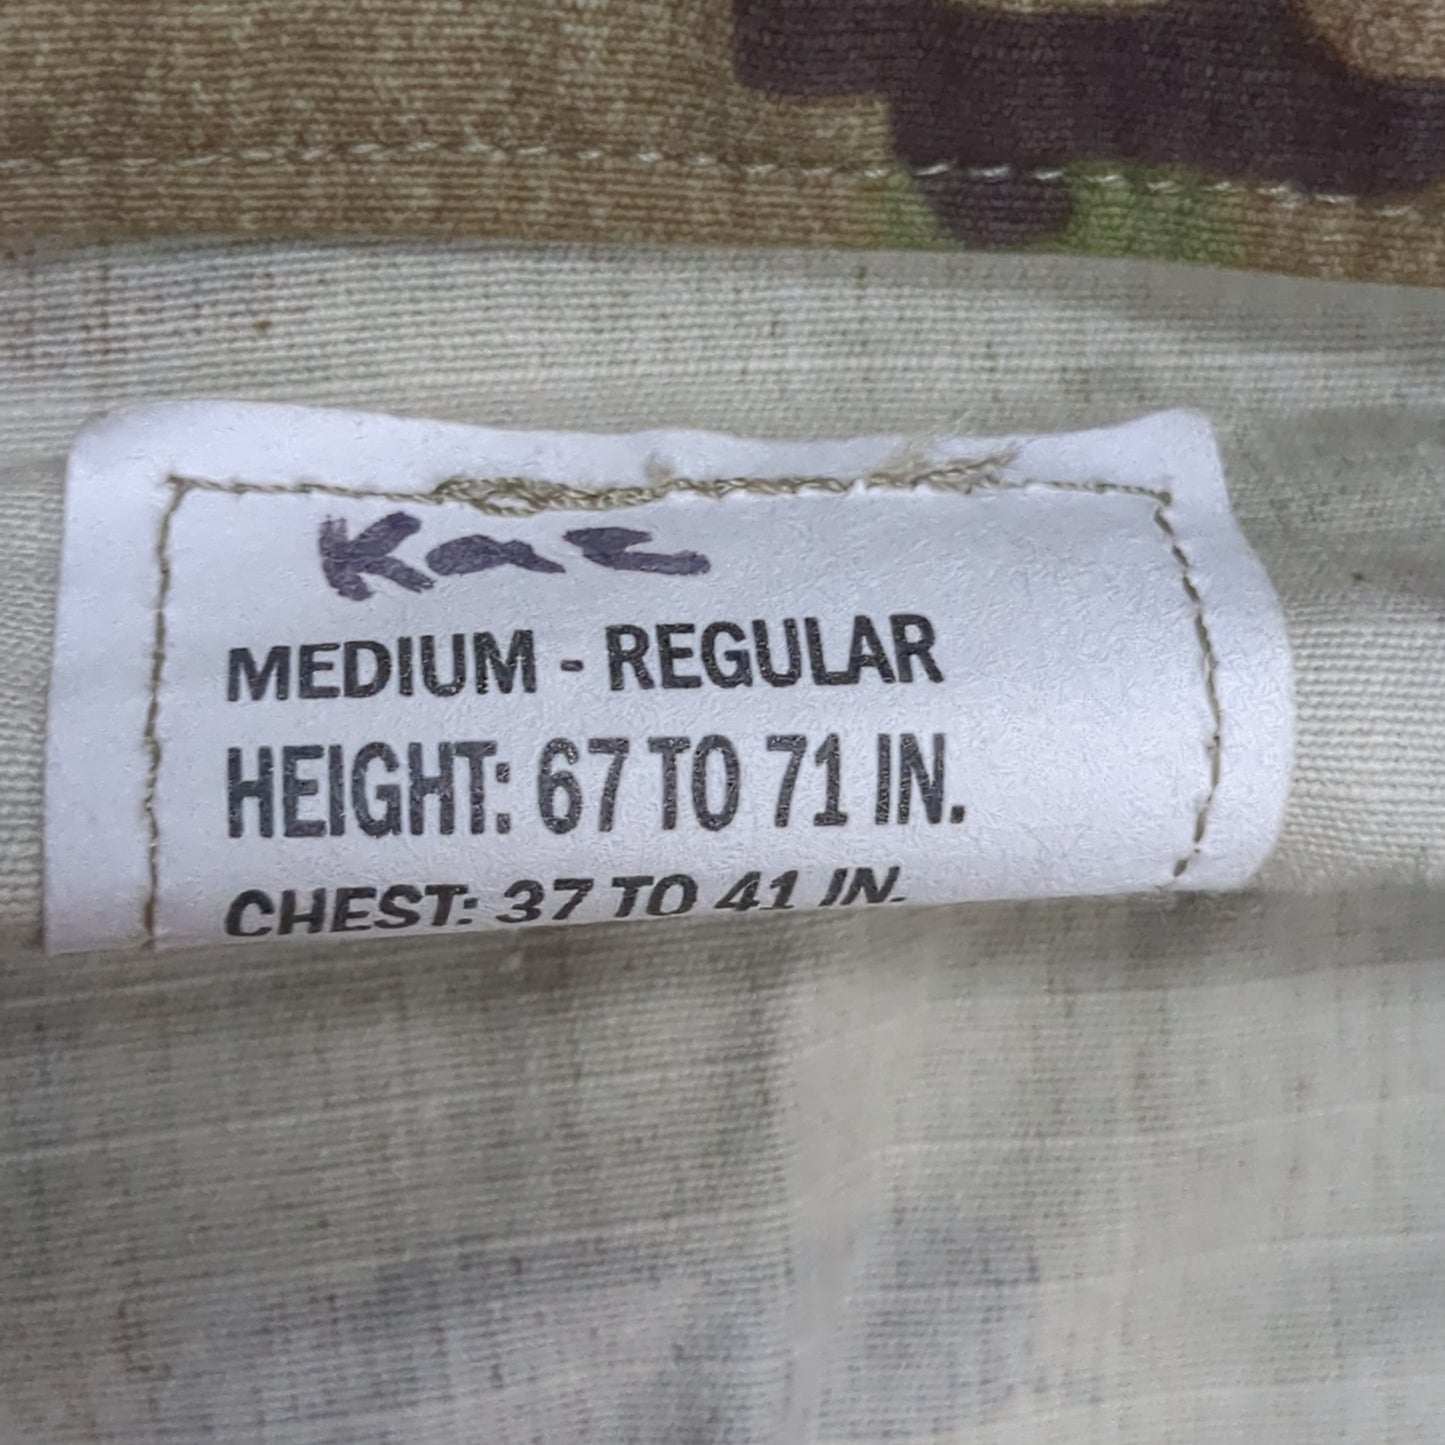 Kaz
MEDIUM - REGULAR
HEIGHT: 67 TO 71 IN.
CHEST: 37 TO 41 IN.